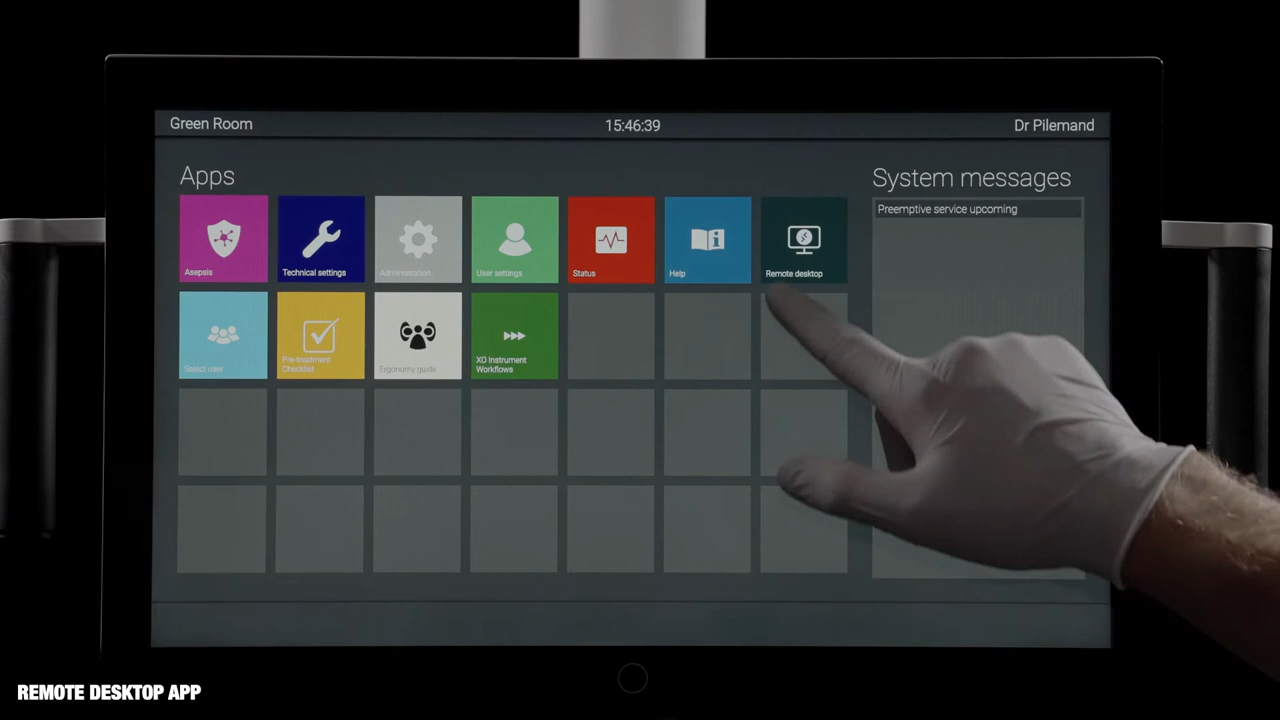 Green Room
15:46:39
Dr Pilemand
Apps
System messages
Preemptive service upcoming
Asepsis
Technical settings
Administration
User settings
Status
Help
Remote desktop
Select user
Pre-treatment
Checklist
Ergonomy guide
XO Instrument
Workflows
REMOTE DESKTOP APP